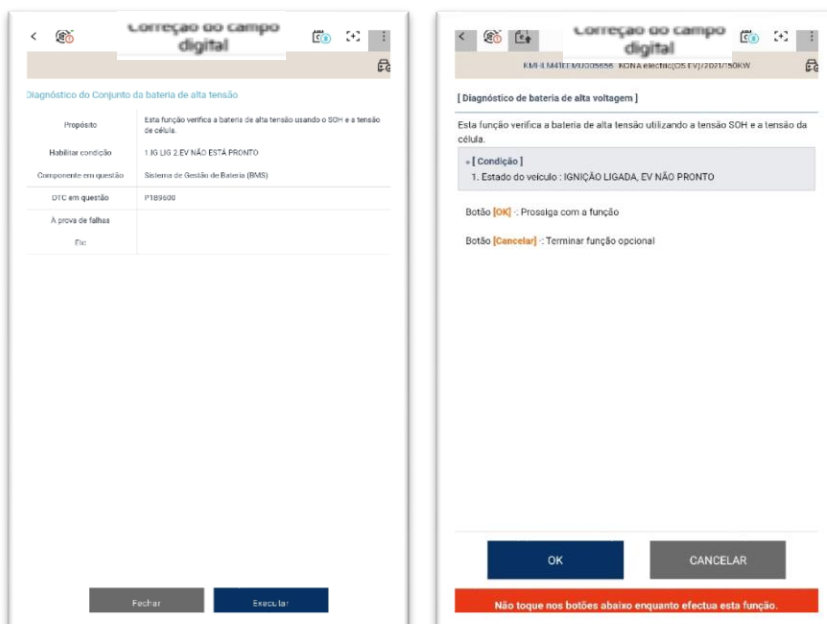 Correção do campo
digital
Diagnóstico do Conjunto da bateria de alta tensão
Propósito
Esta função verifica a bateria de alta tensão usando o SOH e a tensão
de célula.
Habilitar condição
1.IG LIG 2.EV NÃO ESTÁ PRONTO
Componente em questão
Sistema de Gestão de Bateria (BMS)
DTC em questão
P1B9600
À prova de falhas
Etc
Fechar
Executar
Correção do campo
digital
KONA electric(OS EV)/2021/150KW
[ Diagnóstico de bateria de alta voltagem ]
Esta função verifica a bateria de alta tensão utilizando a tensão SOH e a tensão da
célula.
[ Condição ]
1. Estado do veículo : IGNIÇÃO LIGADA, EV NÃO PRONTO
Botão [OK] : Prossiga com a função
Botão [Cancelar] : Terminar função opcional
OK
CANCELAR
Não toque nos botões abaixo enquanto efectua esta função.